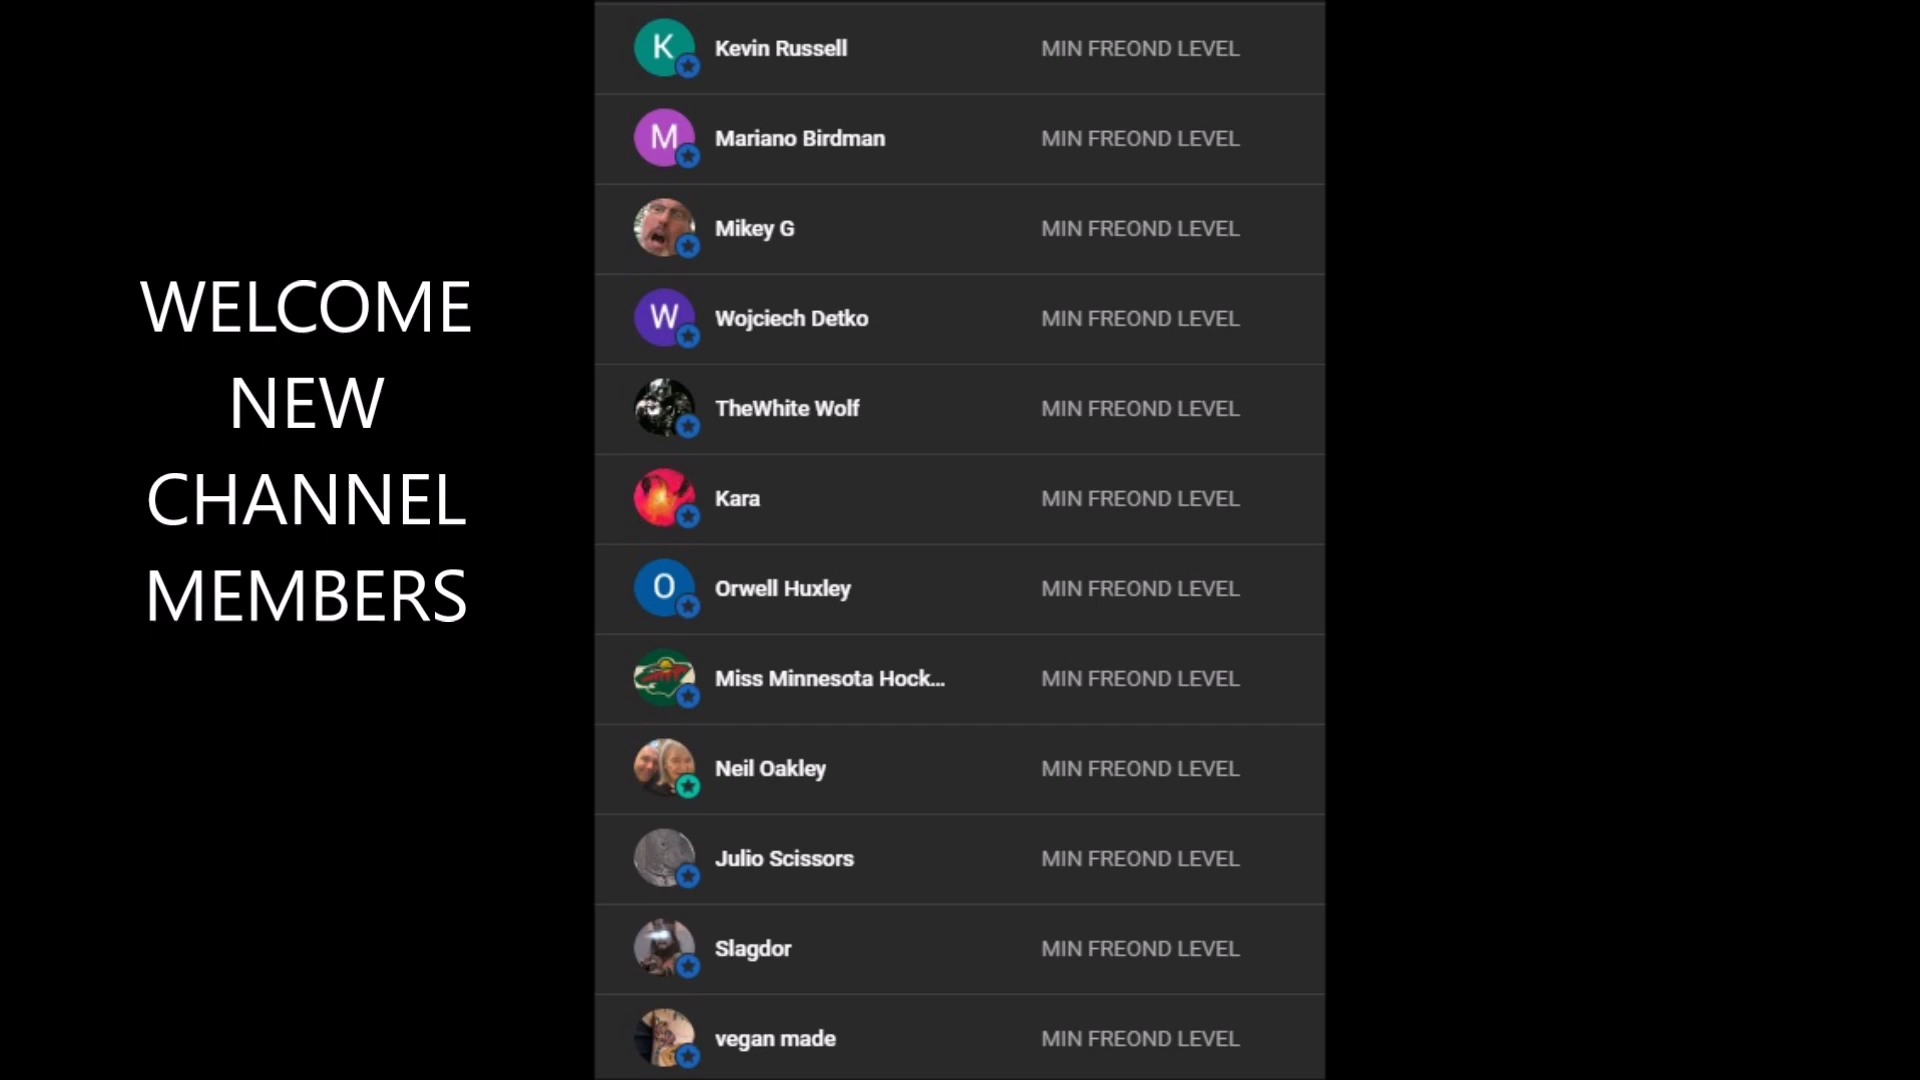 WELCOME
NEW
CHANNEL
MEMBERS
K Kevin Russell MIN FREOND LEVEL
M Mariano Birdman MIN FREOND LEVEL
Mikey G MIN FREOND LEVEL
W Wojciech Detko MIN FREOND LEVEL
TheWhite Wolf MIN FREOND LEVEL
Kara MIN FREOND LEVEL
O Orwell Huxley MIN FREOND LEVEL
Miss Minnesota Hock... MIN FREOND LEVEL
Neil Oakley MIN FREOND LEVEL
Julio Scissors MIN FREOND LEVEL
Slagdor MIN FREOND LEVEL
vegan made MIN FREOND LEVEL